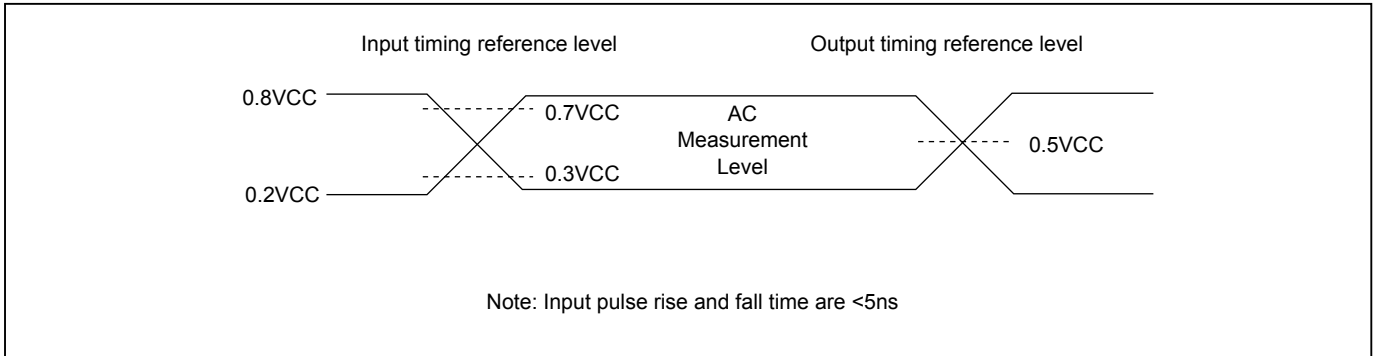 Input timing reference level
Output timing reference level
0.8VCC
0.7VCC
AC
Measurement
Level
0.5VCC
0.3VCC
0.2VCC
Note: Input pulse rise and fall time are <5ns